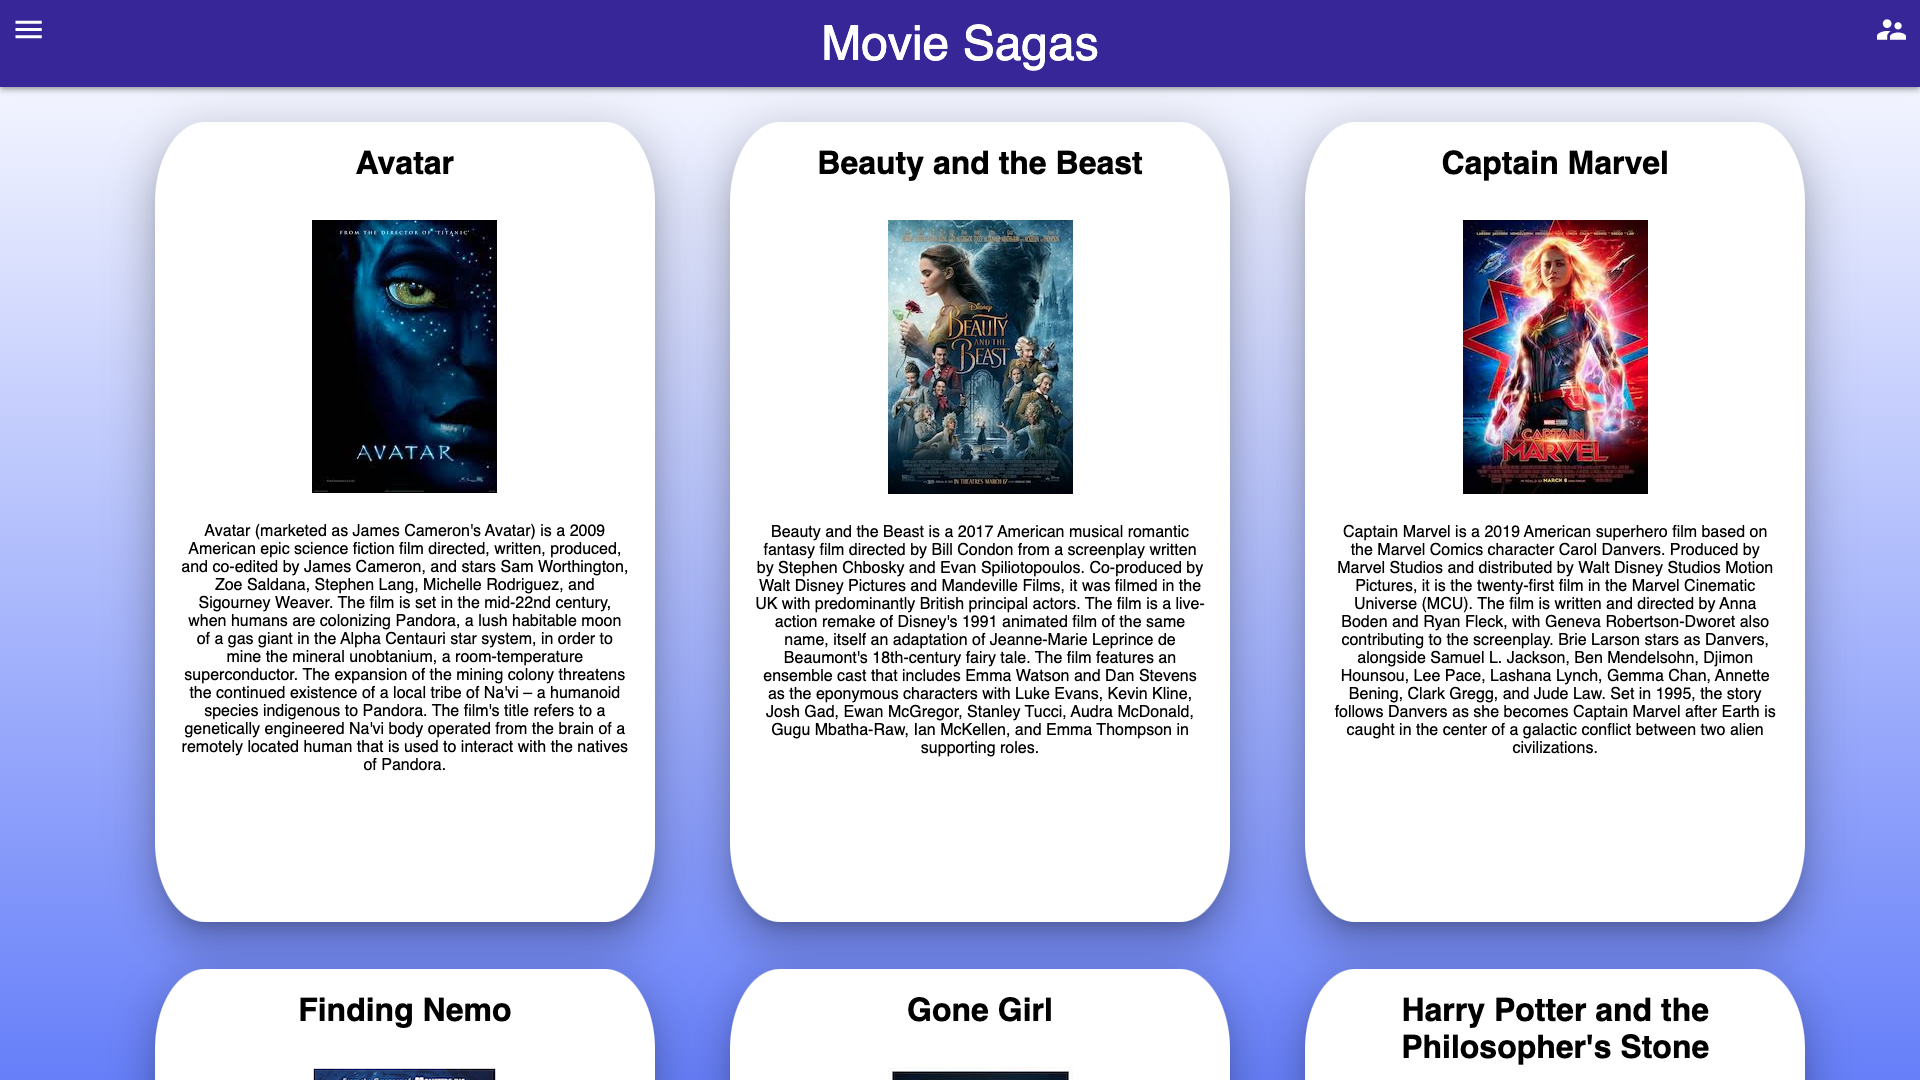 Movie Sagas
Avatar
FROM THE DIRECTOR OF 'TITANIC'
AVATAR
Avatar (marketed as James Cameron's Avatar) is a 2009
American epic science fiction film directed, written, produced,
and co-edited by James Cameron, and stars Sam Worthington,
Zoe Saldana, Stephen Lang, Michelle Rodriguez, and
Sigourney Weaver. The film is set in the mid-22nd century,
when humans are colonizing Pandora, a lush habitable moon
of a gas giant in the Alpha Centauri star system, in order to
mine the mineral unobtanium, a room-temperature
superconductor. The expansion of the mining colony threatens
the continued existence of a local tribe of Na'vi – a humanoid
species indigenous to Pandora. The film's title refers to a
genetically engineered Na'vi body operated from the brain of a
remotely located human that is used to interact with the natives
of Pandora.
Beauty and the Beast
Disney
BEAUTY
AND THE
BEAST
IN THEATRES MARCH 17
Beauty and the Beast is a 2017 American musical romantic
fantasy film directed by Bill Condon from a screenplay written
by Stephen Chbosky and Evan Spiliotopoulos. Co-produced by
Walt Disney Pictures and Mandeville Films, it was filmed in the
UK with predominantly British principal actors. The film is a live-
action remake of Disney's 1991 animated film of the same
name, itself an adaptation of Jeanne-Marie Leprince de
Beaumont's 18th-century fairy tale. The film features an
ensemble cast that includes Emma Watson and Dan Stevens
as the eponymous characters with Luke Evans, Kevin Kline,
Josh Gad, Ewan McGregor, Stanley Tucci, Audra McDonald,
Gugu Mbatha-Raw, Ian McKellen, and Emma Thompson in
supporting roles.
Captain Marvel
MARVEL STUDIOS
CAPTAIN
MARVEL
MARCH 8
Captain Marvel is a 2019 American superhero film based on
the Marvel Comics character Carol Danvers. Produced by
Marvel Studios and distributed by Walt Disney Studios Motion
Pictures, it is the twenty-first film in the Marvel Cinematic
Universe (MCU). The film is written and directed by Anna
Boden and Ryan Fleck, with Geneva Robertson-Dworet also
contributing to the screenplay. Brie Larson stars as Danvers,
alongside Samuel L. Jackson, Ben Mendelsohn, Djimon
Hounsou, Lee Pace, Lashana Lynch, Gemma Chan, Annette
Bening, Clark Gregg, and Jude Law. Set in 1995, the story
follows Danvers as she becomes Captain Marvel after Earth is
caught in the center of a galactic conflict between two alien
civilizations.
Finding Nemo
Gone Girl
Harry Potter and the
Philosopher's Stone